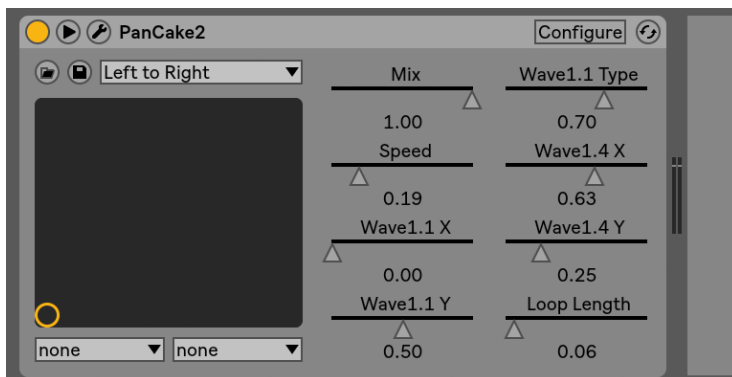 PanCake2 Configure
Left to Right
Mix Wave1.1 Type
1.00 0.70
Speed Wave1.4 X
0.19 0.63
Wave1.1 X Wave1.4 Y
0.00 0.25
Wave1.1 Y Loop Length
0.50 0.06
none none